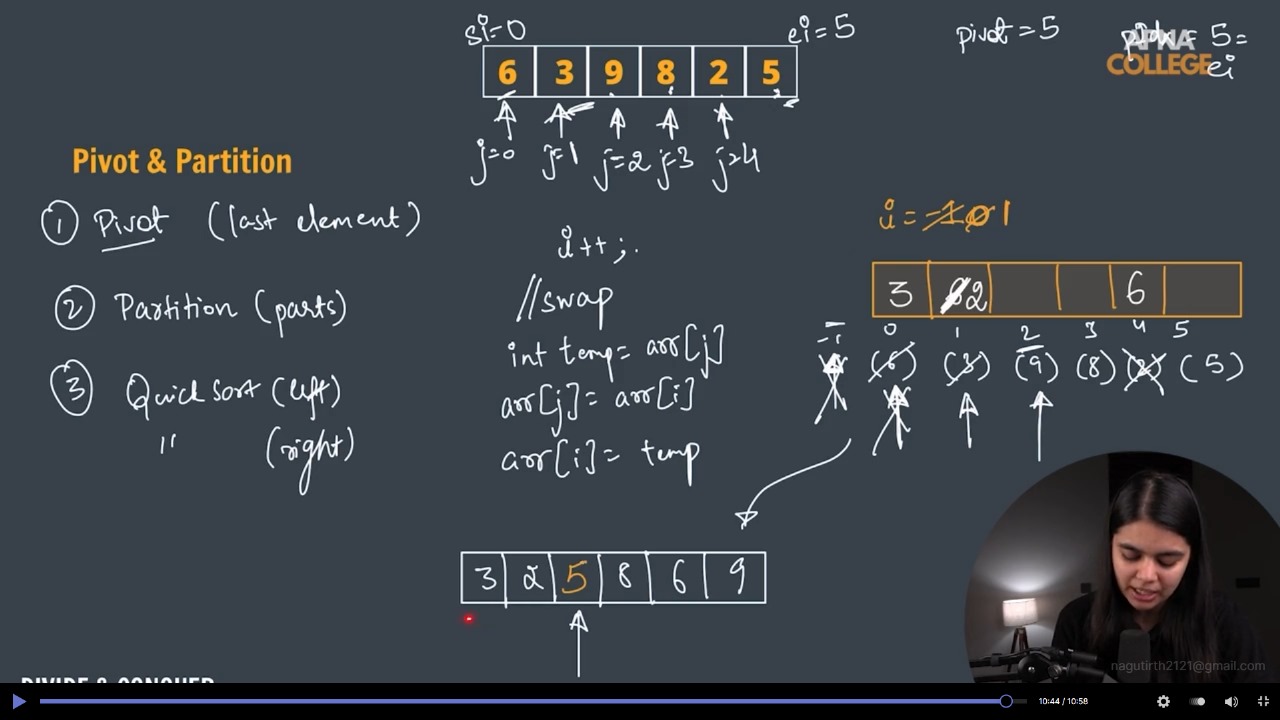 si=0
ei=5
pivot = 5
pidx = 5 =
ei
APNA
COLLEGE
6 3 9 8 2 5
j=0 j=1 j=2 j=3 j=4
Pivot & Partition
① Pivot (last element)
② Partition (parts)
③ Quick Sort (left)
" (right)
i++;
//swap
int temp= arr[j]
arr[j]= arr[i]
arr[i]= temp
i = -1 0 1
3 2 6
-1 0 1 2 3 4 5
(6) (3) (9) (8) (2) (5)
3 2 5 8 6 9
nagutirth2121@gmail.com
DIVIDE & CONQUER
10:44 / 10:58